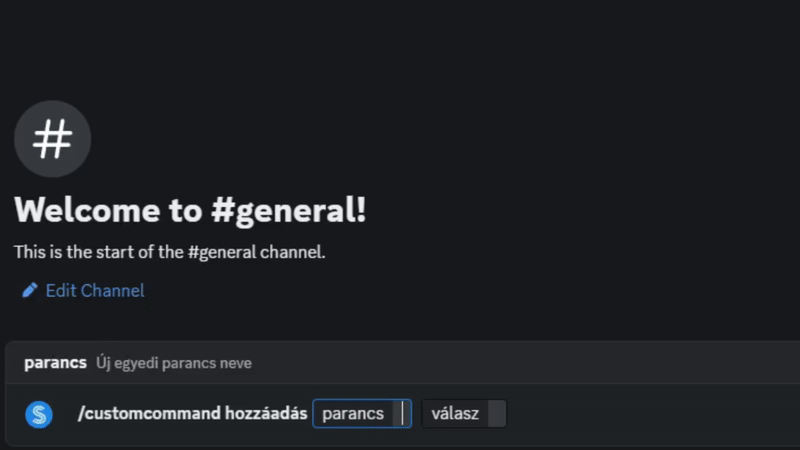 Welcome to #general!
This is the start of the #general channel.
Edit Channel
parancs Új egyedi parancs neve
/customcommand hozzáadás parancs válasz